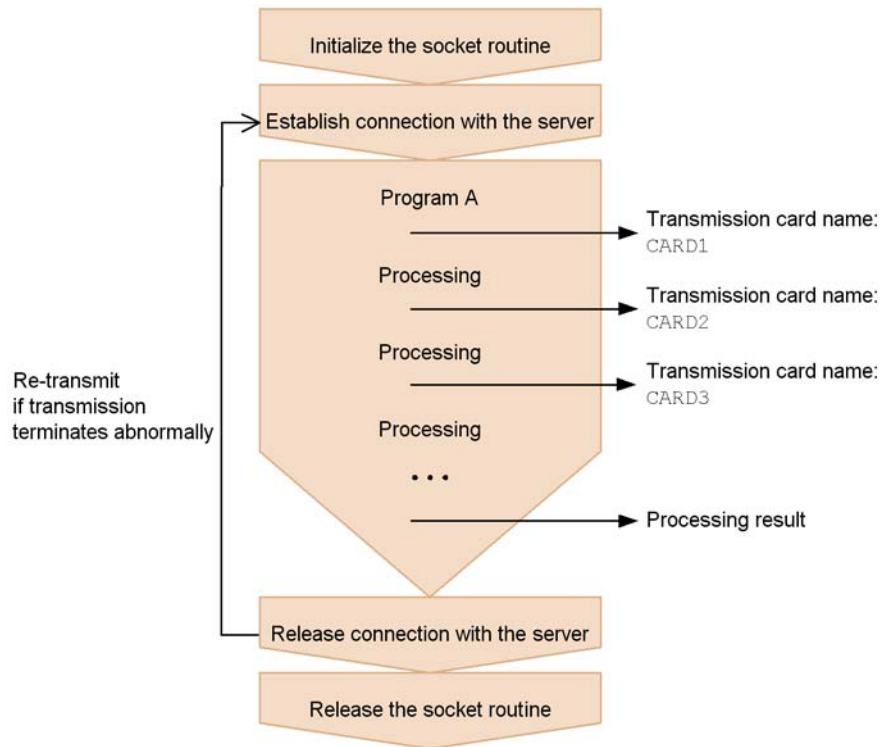 Initialize the socket routine
Establish connection with the server
Program A
Transmission card name:
CARD1
Processing
Transmission card name:
CARD2
Processing
Transmission card name:
CARD3
Re-transmit
if transmission
terminates abnormally
Processing
...
Processing result
Release connection with the server
Release the socket routine